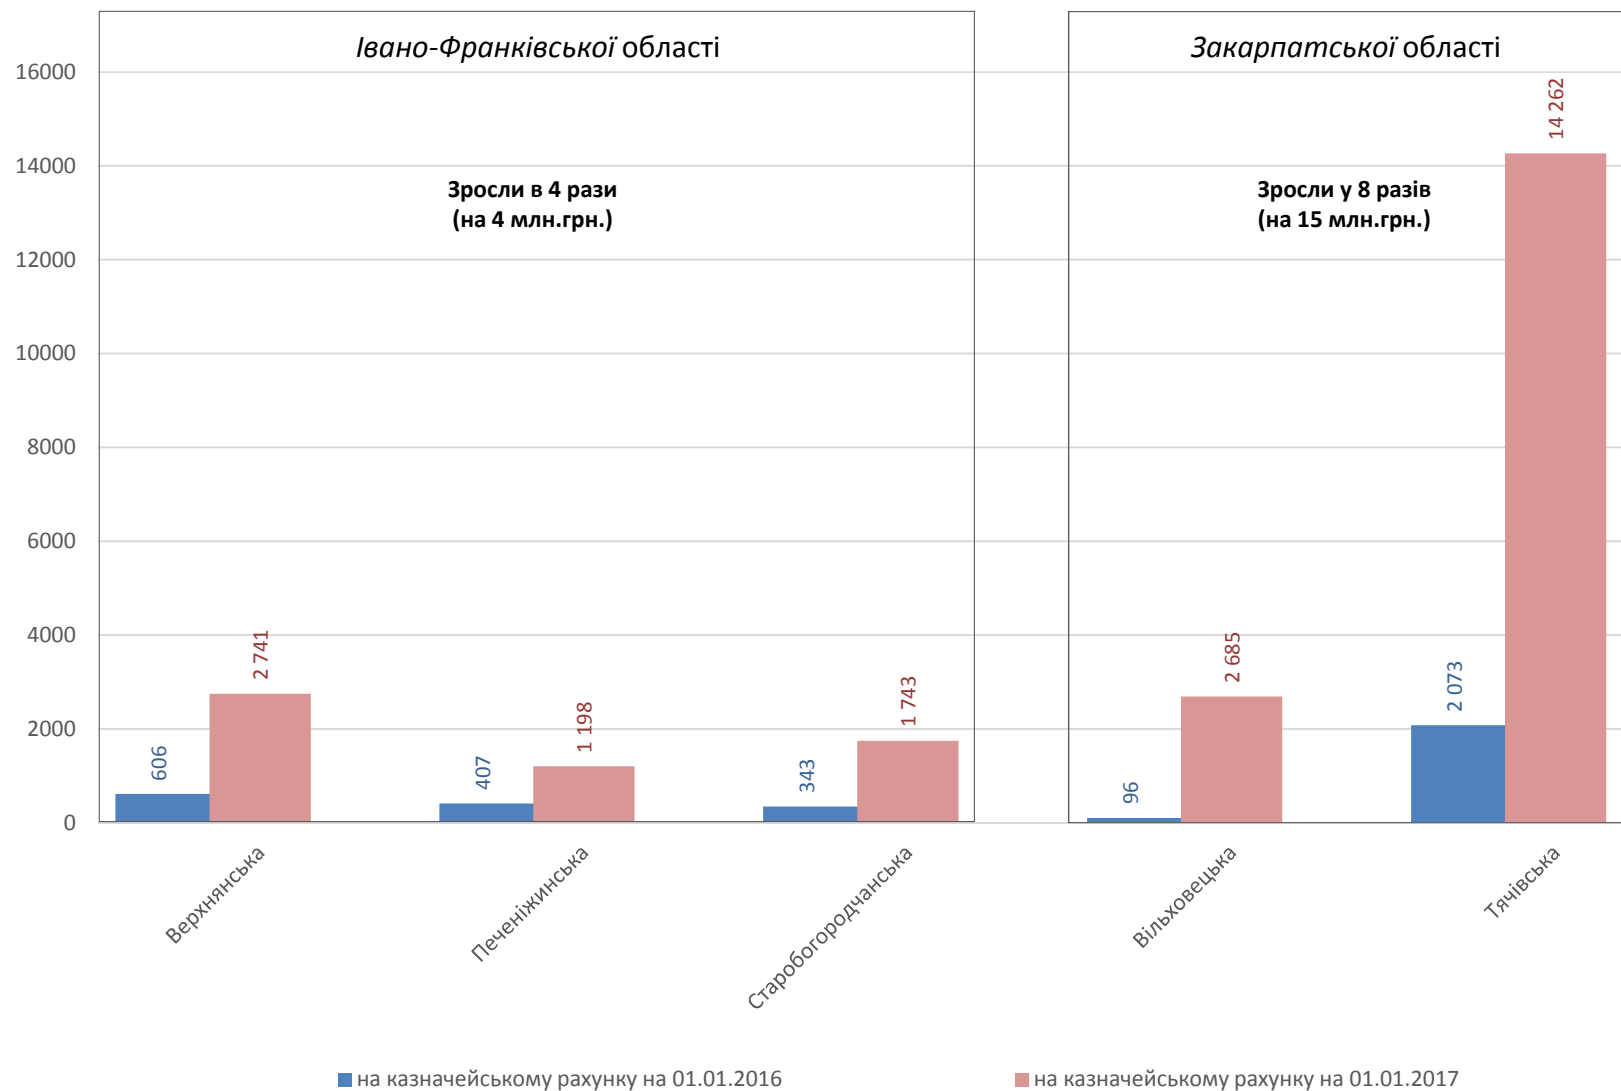 Івано-Франківської області
Закарпатської області
16000
14000
12000
10000
8000
6000
4000
2000
0
Зросли в 4 рази
(на 4 млн.грн.)
Зросли у 8 разів
(на 15 млн.грн.)
606
2 741
407
1 198
343
1 743
96
2 685
2 073
14 262
Верхнянська
Печеніжинська
Старобогородчанська
Вільховецька
Тячівська
на казначейському рахунку на 01.01.2016
на казначейському рахунку на 01.01.2017